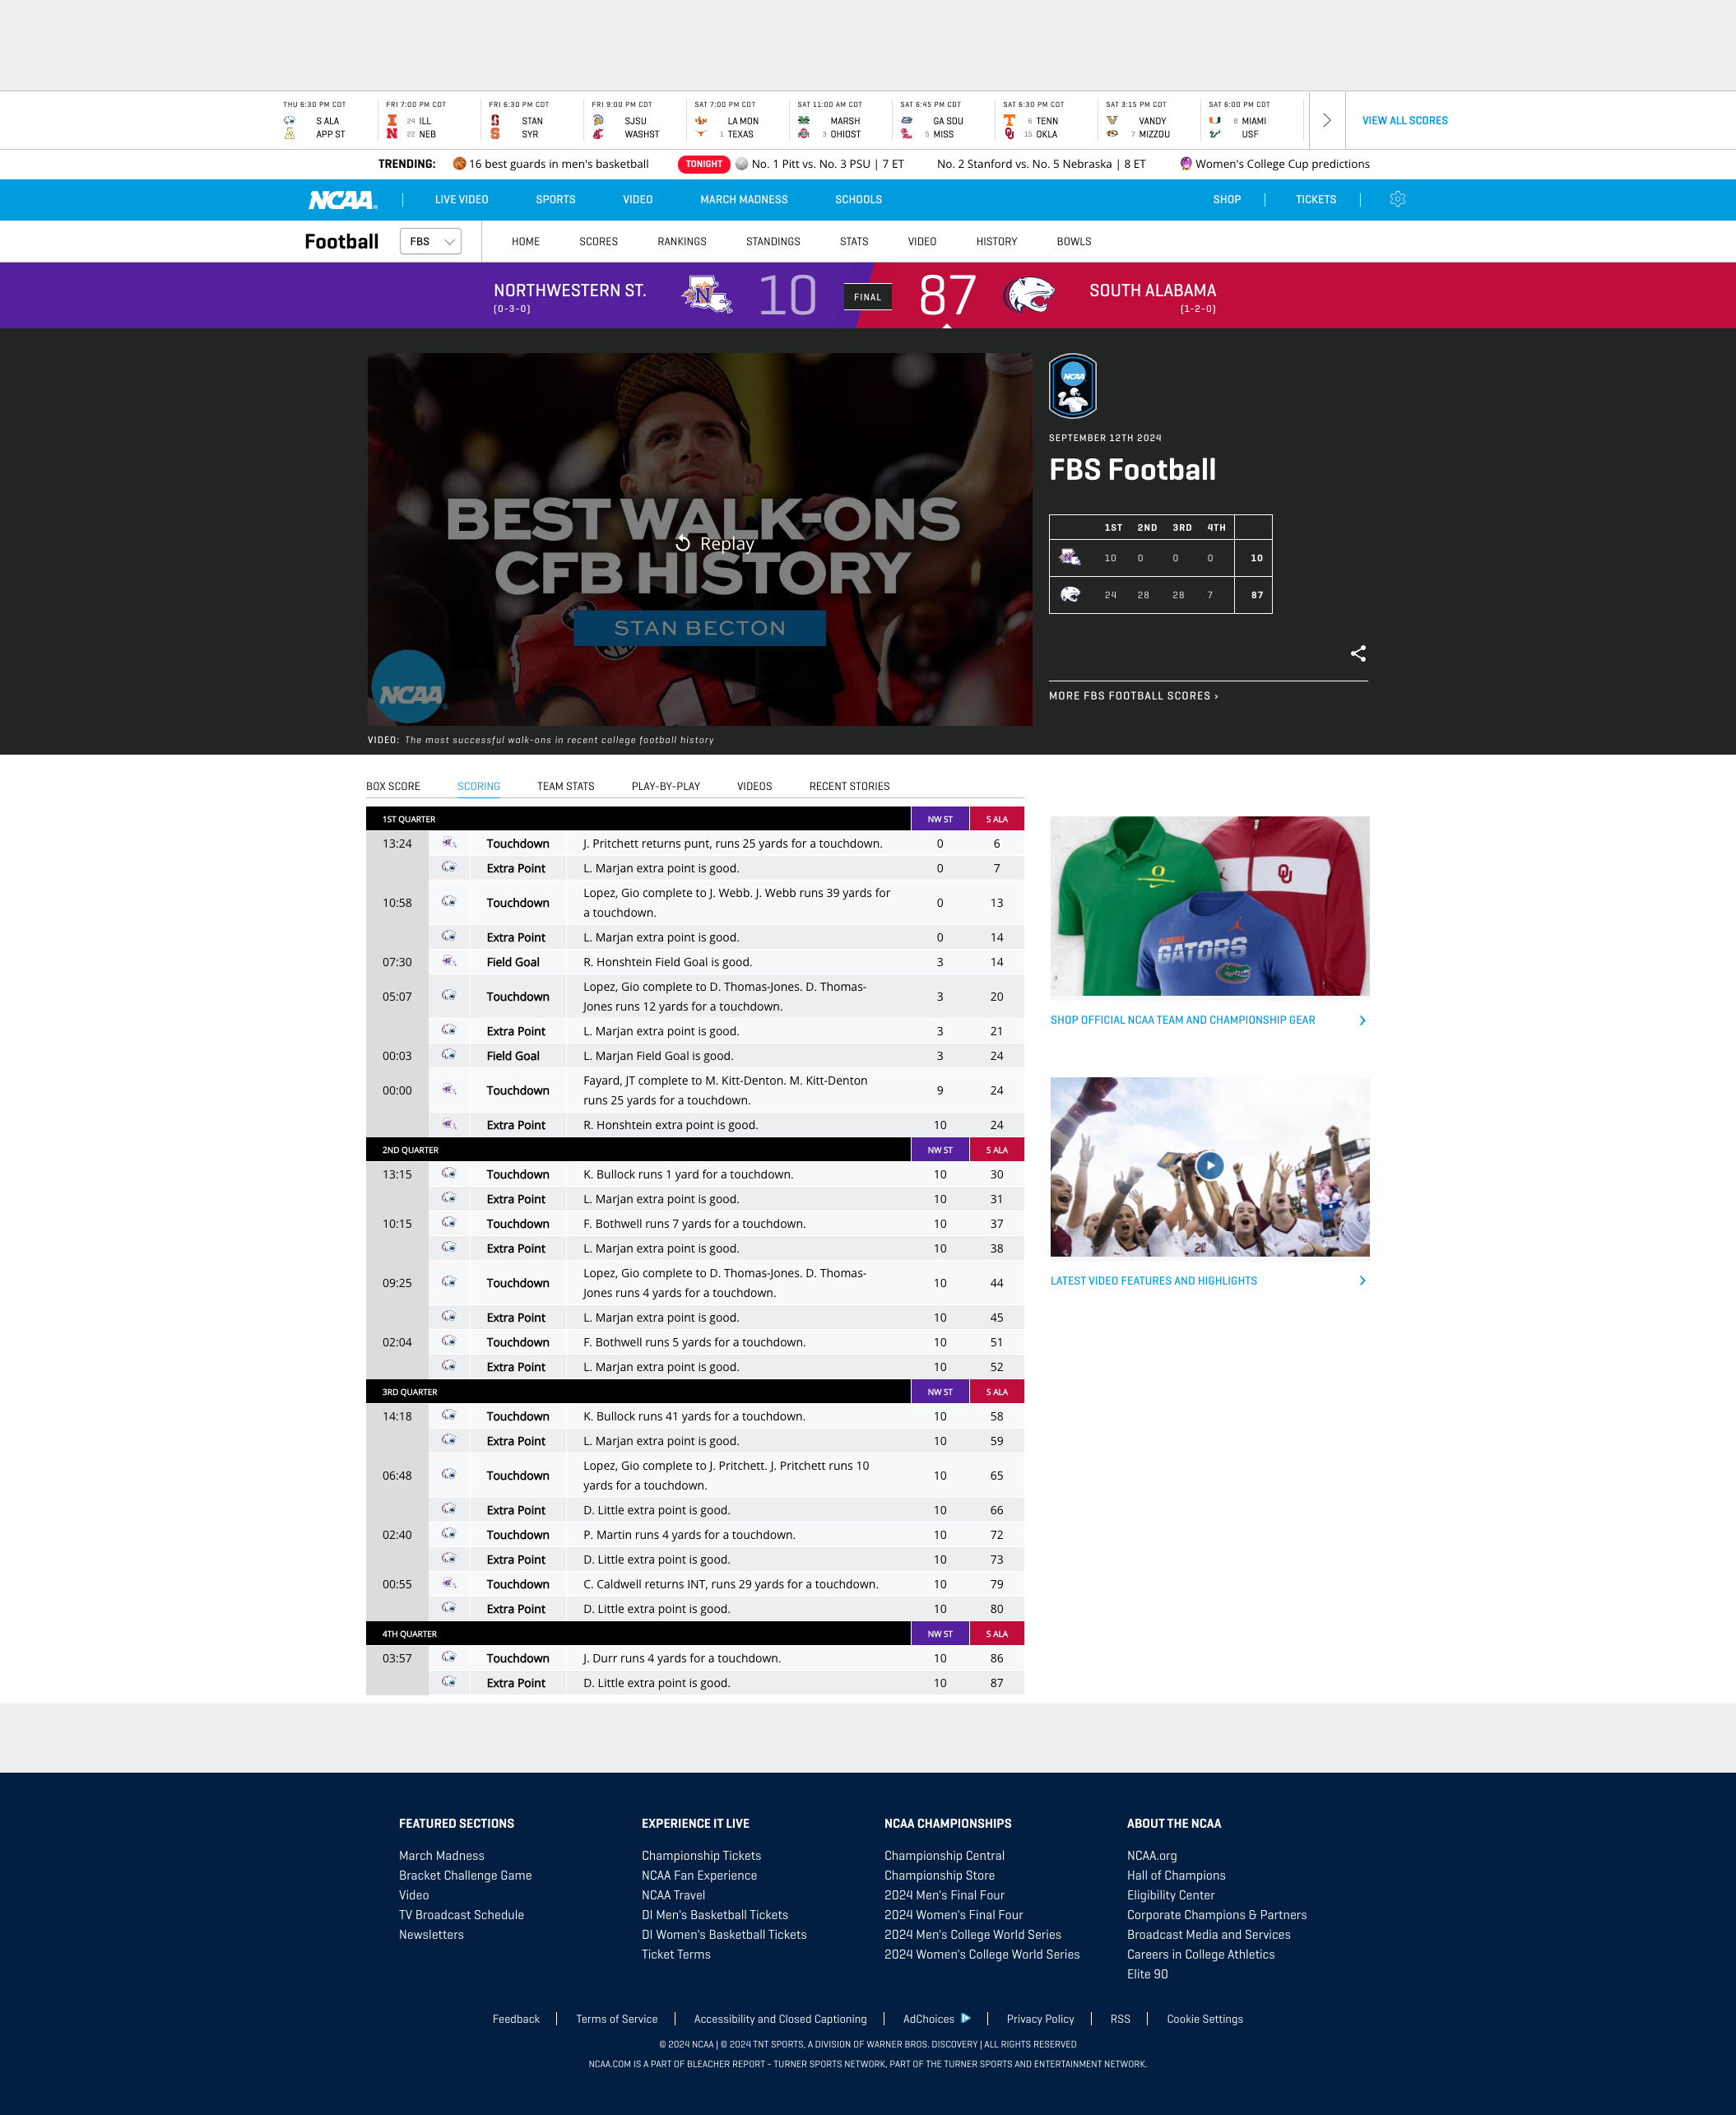 THU 6:30 PM CDT
S ALA
APP ST
FRI 7:00 PM CDT
24 ILL
22 NEB
FRI 6:30 PM CDT
STAN
SYR
FRI 9:00 PM CDT
SJSU
WASHST
SAT 7:00 PM CDT
LA MON
1 TEXAS
SAT 11:00 AM CDT
MARSH
3 OHIOST
SAT 6:45 PM CDT
GA SOU
5 MISS
SAT 6:30 PM CDT
6 TENN
15 OKLA
SAT 3:15 PM CDT
VANDY
7 MIZZOU
SAT 6:00 PM CDT
8 MIAMI
USF
VIEW ALL SCORES
TRENDING: 16 best guards in men's basketball TONIGHT No. 1 Pitt vs. No. 3 PSU | 7 ET No. 2 Stanford vs. No. 5 Nebraska | 8 ET Women's College Cup predictions
NCAA LIVE VIDEO SPORTS VIDEO MARCH MADNESS SCHOOLS SHOP TICKETS
Football FBS HOME SCORES RANKINGS STANDINGS STATS VIDEO HISTORY BOWLS
NORTHWESTERN ST. 10 FINAL 87 SOUTH ALABAMA
(0-3-0) (1-2-0)
BEST WALK-ONS
CFB HISTORY
Replay
STAN BECTON
NCAA
VIDEO: The most successful walk-ons in recent college football history
NCAA
SEPTEMBER 12TH 2024
FBS Football
1ST 2ND 3RD 4TH
10 0 0 0 10
24 28 28 7 87
MORE FBS FOOTBALL SCORES ›
BOX SCORE SCORING TEAM STATS PLAY-BY-PLAY VIDEOS RECENT STORIES
1ST QUARTER NW ST S ALA
13:24 Touchdown J. Pritchett returns punt, runs 25 yards for a touchdown. 0 6
Extra Point L. Marjan extra point is good. 0 7
10:58 Touchdown Lopez, Gio complete to J. Webb. J. Webb runs 39 yards for
a touchdown. 0 13
Extra Point L. Marjan extra point is good. 0 14
07:30 Field Goal R. Honshtein Field Goal is good. 3 14
05:07 Touchdown Lopez, Gio complete to D. Thomas-Jones. D. Thomas-
Jones runs 12 yards for a touchdown. 3 20
Extra Point L. Marjan extra point is good. 3 21
00:03 Field Goal L. Marjan Field Goal is good. 3 24
00:00 Touchdown Fayard, JT complete to M. Kitt-Denton. M. Kitt-Denton
runs 25 yards for a touchdown. 9 24
Extra Point R. Honshtein extra point is good. 10 24
2ND QUARTER NW ST S ALA
13:15 Touchdown K. Bullock runs 1 yard for a touchdown. 10 30
Extra Point L. Marjan extra point is good. 10 31
10:15 Touchdown F. Bothwell runs 7 yards for a touchdown. 10 37
Extra Point L. Marjan extra point is good. 10 38
09:25 Touchdown Lopez, Gio complete to D. Thomas-Jones. D. Thomas-
Jones runs 4 yards for a touchdown. 10 44
Extra Point L. Marjan extra point is good. 10 45
02:04 Touchdown F. Bothwell runs 5 yards for a touchdown. 10 51
Extra Point L. Marjan extra point is good. 10 52
3RD QUARTER NW ST S ALA
14:18 Touchdown K. Bullock runs 41 yards for a touchdown. 10 58
Extra Point L. Marjan extra point is good. 10 59
06:48 Touchdown Lopez, Gio complete to J. Pritchett. J. Pritchett runs 10
yards for a touchdown. 10 65
Extra Point D. Little extra point is good. 10 66
02:40 Touchdown P. Martin runs 4 yards for a touchdown. 10 72
Extra Point D. Little extra point is good. 10 73
00:55 Touchdown C. Caldwell returns INT, runs 29 yards for a touchdown. 10 79
Extra Point D. Little extra point is good. 10 80
4TH QUARTER NW ST S ALA
03:57 Touchdown J. Durr runs 4 yards for a touchdown. 10 86
Extra Point D. Little extra point is good. 10 87
FLORIDA
GATORS
SHOP OFFICIAL NCAA TEAM AND CHAMPIONSHIP GEAR
LATEST VIDEO FEATURES AND HIGHLIGHTS
FEATURED SECTIONS
March Madness
Bracket Challenge Game
Video
TV Broadcast Schedule
Newsletters
EXPERIENCE IT LIVE
Championship Tickets
NCAA Fan Experience
NCAA Travel
DI Men's Basketball Tickets
DI Women's Basketball Tickets
Ticket Terms
NCAA CHAMPIONSHIPS
Championship Central
Championship Store
2024 Men's Final Four
2024 Women's Final Four
2024 Men's College World Series
2024 Women's College World Series
ABOUT THE NCAA
NCAA.org
Hall of Champions
Eligibility Center
Corporate Champions & Partners
Broadcast Media and Services
Careers in College Athletics
Elite 90
Feedback | Terms of Service | Accessibility and Closed Captioning | AdChoices | Privacy Policy | RSS | Cookie Settings
© 2024 NCAA | © 2024 TNT SPORTS, A DIVISION OF WARNER BROS. DISCOVERY | ALL RIGHTS RESERVED
NCAA.COM IS A PART OF BLEACHER REPORT - TURNER SPORTS NETWORK, PART OF THE TURNER SPORTS AND ENTERTAINMENT NETWORK.